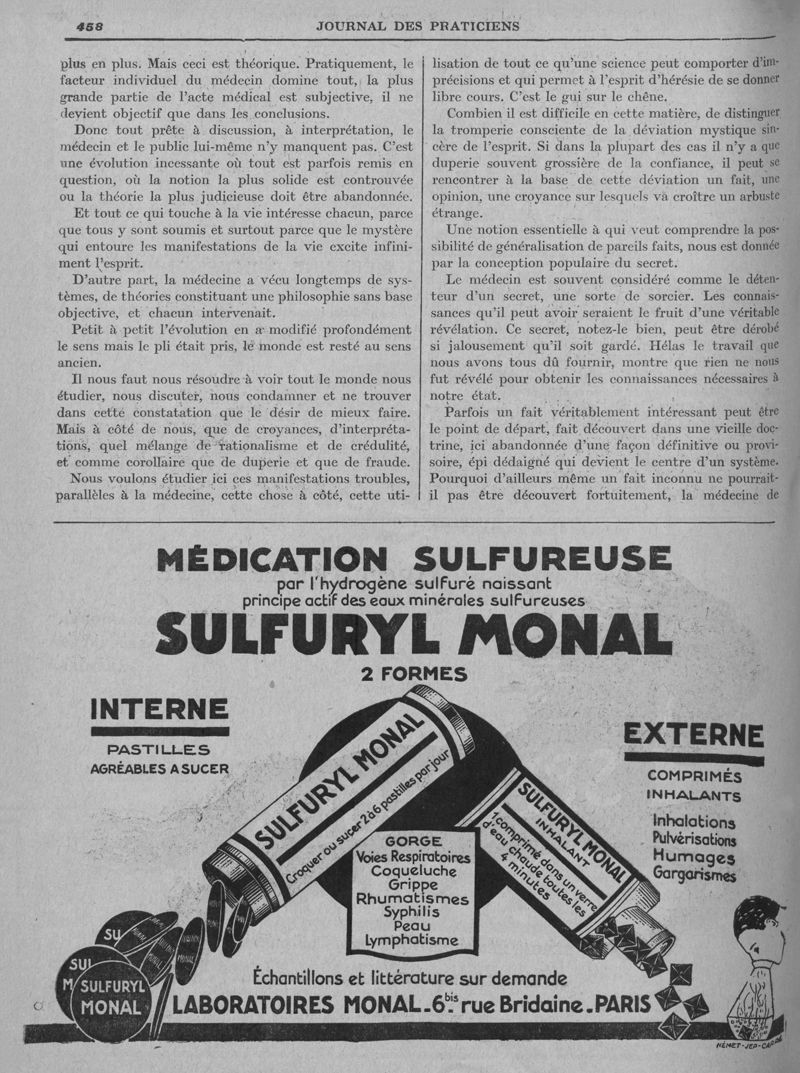 458
JOURNAL DES PRATICIENS
plus en plus. Mais ceci est théorique. Pratiquement, le
facteur individuel du médecin domine tout, la plus
grande partie de l'acte médical est subjective, il ne
devient objectif que dans les conclusions.
Donc tout prête à discussion, à interprétation, le
médecin et le public lui-même n'y manquent pas. C'est
une évolution incessante où tout est parfois remis en
question, où la notion la plus solide est controuvée
ou la théorie la plus judicieuse doit être abandonnée.
Et tout ce qui touche à la vie intéresse chacun, parce
que tous y sont soumis et surtout parce que le mystère
qui entoure les manifestations de la vie excite infini-
ment l'esprit.
D'autre part, la médecine a vécu longtemps de sys-
tèmes, de théories constituant une philosophie sans base
objective, et chacun intervenait.
Petit à petit l'évolution en a modifié profondément
le sens mais le pli était pris, le monde est resté au sens
ancien.
Il nous faut nous résoudre à voir tout le monde nous
étudier, nous discuter, nous condamner et ne trouver
dans cette constatation que le désir de mieux faire.
Mais à côté de nous, que de croyances, d'interpréta-
tions, quel mélange de rationalisme et de crédulité,
et comme corollaire que de duperie et que de fraude.
Nous voulons étudier ici ces manifestations troubles,
parallèles à la médecine, cette chose à côté, cette uti-
lisation de tout ce qu'une science peut comporter d'im-
précisions et qui permet à l'esprit d'hérésie de se donner
libre cours. C'est le gui sur le chêne.
Combien il est difficile en cette matière, de distinguer
la tromperie consciente de la déviation mystique sin-
cère de l'esprit. Si dans la plupart des cas il n'y a que
duperie souvent grossière de la confiance, il peut se
rencontrer à la base de cette déviation un fait, une
opinion, une croyance sur lesquels va croître un arbuste
étrange.
Une notion essentielle à qui veut comprendre la pos-
sibilité de généralisation de pareils faits, nous est donnée
par la conception populaire du secret.
Le médecin est souvent considéré comme le déten-
teur d'un secret, une sorte de sorcier. Les connais-
sances qu'il peut avoir seraient le fruit d'une véritable
révélation. Ce secret, notez-le bien, peut être dérobé
si jalousement qu'il soit gardé. Hélas le travail que
nous avons tous dû fournir, montre que rien ne nous
fut révélé pour obtenir les connaissances nécessaires à
notre état.
Parfois un fait véritablement intéressant peut être
le point de départ, fait découvert dans une vieille doc-
trine, ici abandonnée d'une façon définitive ou provi-
soire, épi dédaigné qui devient le centre d'un système.
Pourquoi d'ailleurs même un fait inconnu ne pourrait-
il pas être découvert fortuitement, la médecine de
MÉDICATION SULFUREUSE
par l'hydrogène sulfuré naissant
principe actif des eaux minérales sulfureuses
SULFURYL MONAL
2 FORMES
INTERNE
PASTILLES
AGRÉABLES A SUCER
SULFURYL MONAL
Croquer ou sucer 2 à 6 pastilles par jour
GORGE
Voies Respiratoires
Coqueluche
Grippe
Rhumatismes
Syphilis
Peau
Lymphatisme
SULFURYL MONAL
INHALANT
1 comprimé dans un verre
d'eau chaude toutes les
4 minutes
EXTERNE
COMPRIMÉS
INHALANTS
Inhalations
Pulvérisations
Humages
Gargarismes
SU
SUL
M
SULFURYL
MONAL
Échantillons et littérature sur demande
LABORATOIRES MONAL_6bis rue Bridaine_PARIS